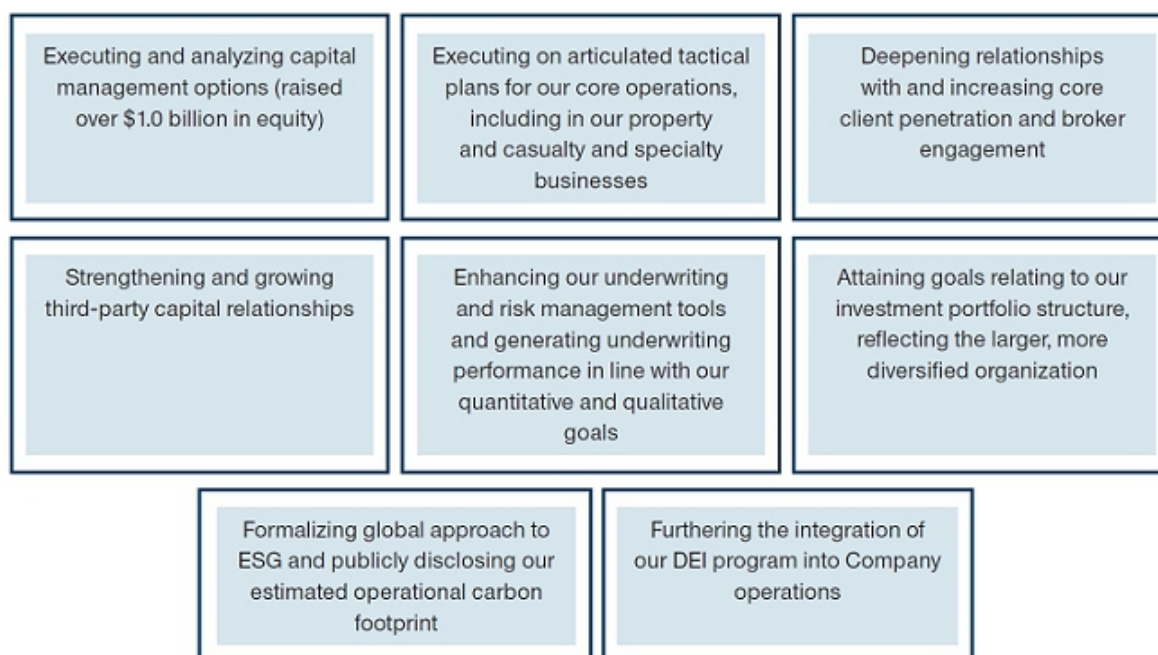 Executing and analyzing capital
management options (raised
over $1.0 billion in equity)
Executing on articulated tactical
plans for our core operations,
including in our property
and casualty and specialty
businesses
Deepening relationships
with and increasing core
client penetration and broker
engagement
Strengthening and growing
third-party capital relationships
Enhancing our underwriting
and risk management tools
and generating underwriting
performance in line with our
quantitative and qualitative
goals
Attaining goals relating to our
investment portfolio structure,
reflecting the larger, more
diversified organization
Formalizing global approach to
ESG and publicly disclosing our
estimated operational carbon
footprint
Furthering the integration of
our DEI program into Company
operations